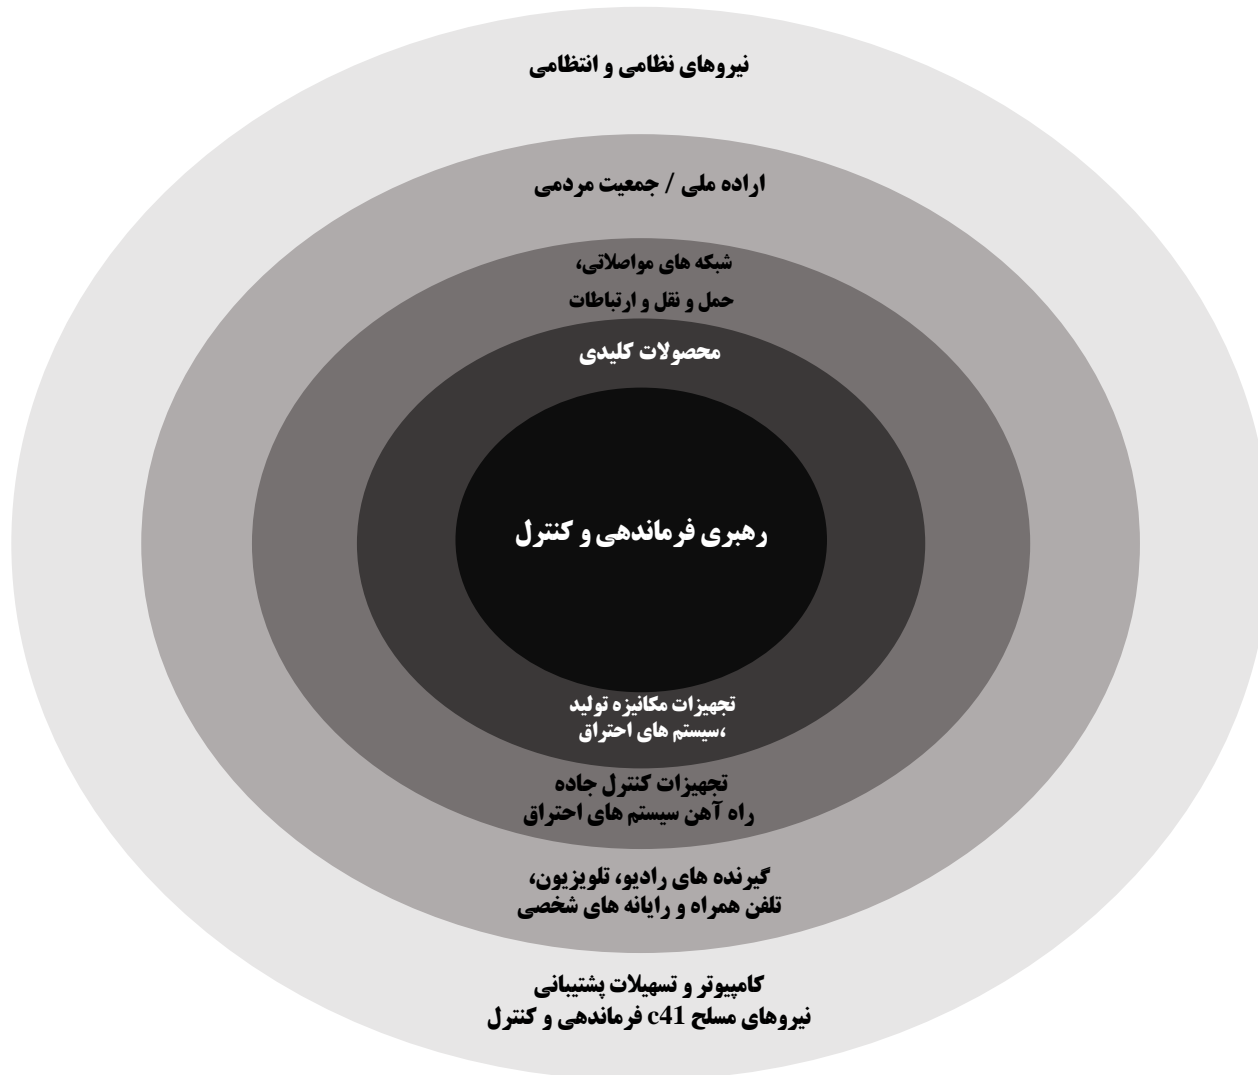 نیروهای نظامی و انتظامی
اراده ملی / جمعیت مردمی
شبکه های مواصلاتی،
حمل و نقل و ارتباطات
محصولات کلیدی
رهبری فرماندهی و کنترل
تجهیزات مکانیزه تولید
،سیستم های احتراق
تجهیزات کنترل جاده
راه آهن سیستم های احتراق
گیرنده های رادیو، تلویزیون،
تلفن همراه و رایانه های شخصی
کامپیوتر و تسهیلات پشتیبانی
نیروهای مسلح c41 فرماندهی و کنترل